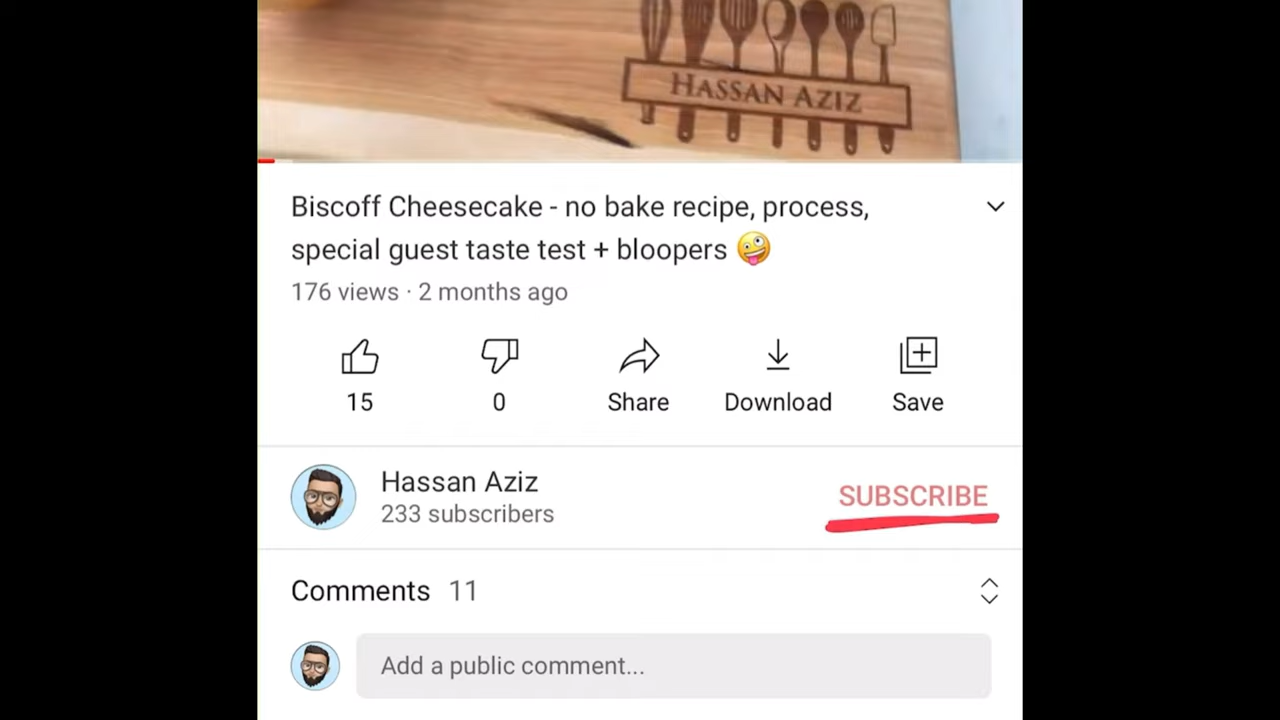 HASSAN AZIZ
Biscoff Cheesecake - no bake recipe, process,
special guest taste test + bloopers 🤪
176 views · 2 months ago
15
0
Share
Download
Save
Hassan Aziz
233 subscribers
SUBSCRIBE
Comments 11
Add a public comment...